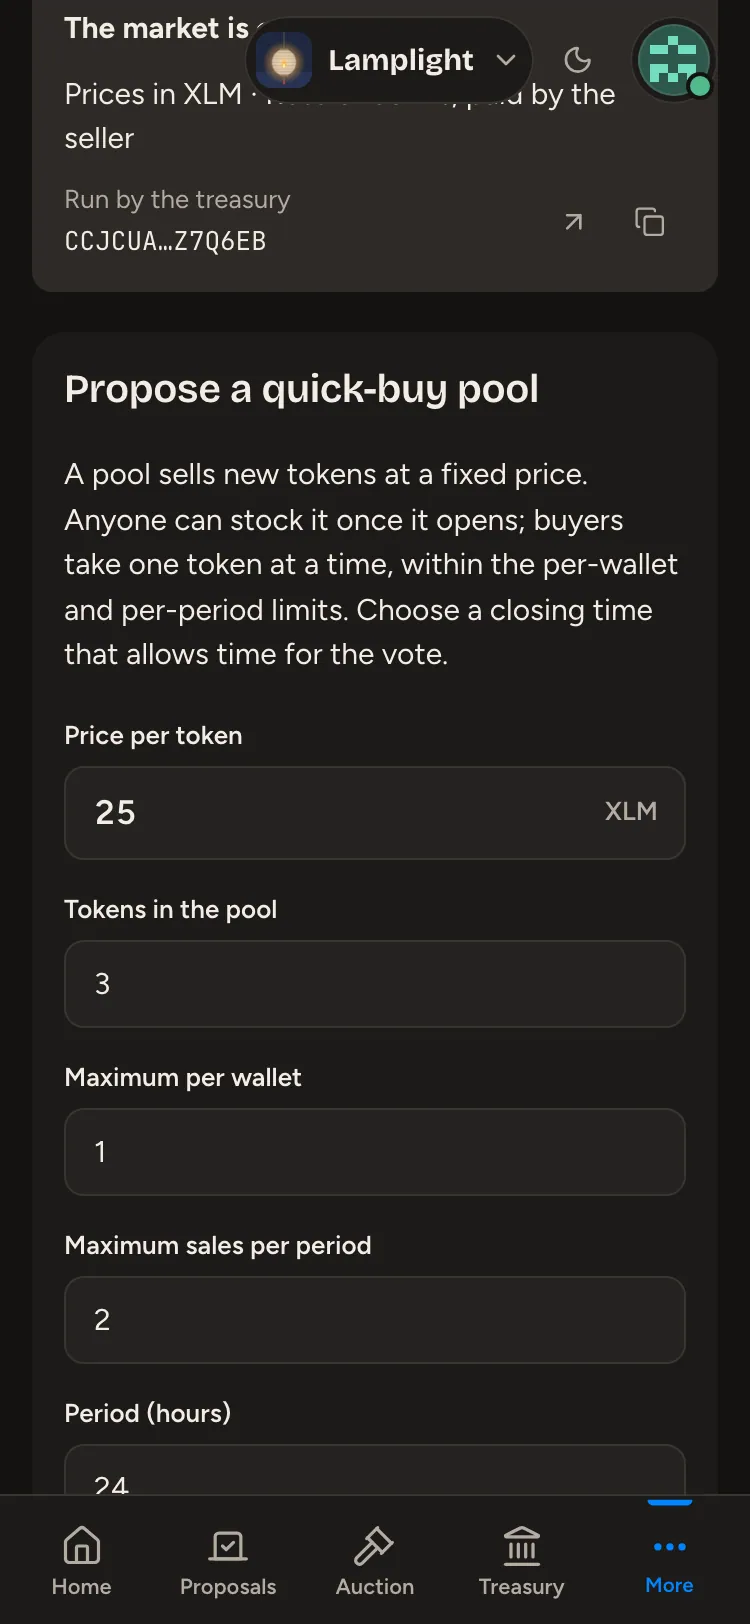 The market is
Lamplight
Prices in XLM · paid by the
seller
Run by the treasury
CCJCUA…Z7Q6EB
Propose a quick-buy pool
A pool sells new tokens at a fixed price.
Anyone can stock it once it opens; buyers
take one token at a time, within the per-wallet
and per-period limits. Choose a closing time
that allows time for the vote.
Price per token
25 XLM
Tokens in the pool
3
Maximum per wallet
1
Maximum sales per period
2
Period (hours)
24
Home Proposals Auction Treasury More